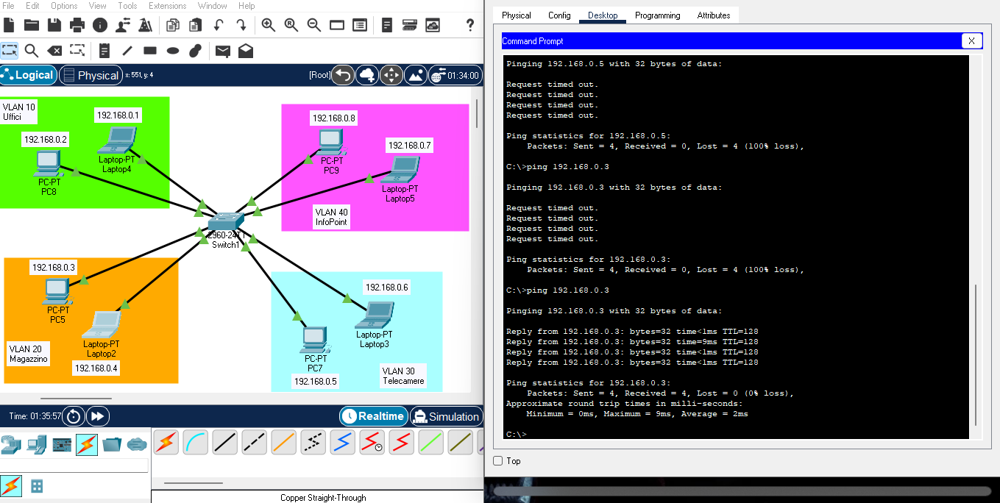 File Edit Options View Tools Extensions Window Help
Logical
Physical
x: 551, y: 4
[Root]
01:34:00
VLAN 10
Uffici
192.168.0.1
192.168.0.2
Laptop-PT
Laptop4
PC-PT
PC8
192.168.0.8
192.168.0.7
PC-PT
PC9
Laptop-PT
Laptop5
VLAN 40
InfoPoint
Switch1
192.168.0.3
PC-PT
PC5
Laptop-PT
Laptop2
VLAN 20
Magazzino
192.168.0.4
192.168.0.6
Laptop-PT
Laptop3
PC-PT
PC7
VLAN 30
Telecamere
192.168.0.5
Time: 01:35:57
Realtime
Simulation
Copper Straight-Through
Physical Config Desktop Programming Attributes
Command Prompt
X
Pinging 192.168.0.5 with 32 bytes of data:
Request timed out.
Request timed out.
Request timed out.
Request timed out.
Ping statistics for 192.168.0.5:
Packets: Sent = 4, Received = 0, Lost = 4 (100% loss),
C:\>ping 192.168.0.3
Pinging 192.168.0.3 with 32 bytes of data:
Request timed out.
Request timed out.
Request timed out.
Request timed out.
Ping statistics for 192.168.0.3:
Packets: Sent = 4, Received = 0, Lost = 4 (100% loss),
C:\>ping 192.168.0.3
Pinging 192.168.0.3 with 32 bytes of data:
Reply from 192.168.0.3: bytes=32 time<1ms TTL=128
Reply from 192.168.0.3: bytes=32 time=9ms TTL=128
Reply from 192.168.0.3: bytes=32 time<1ms TTL=128
Reply from 192.168.0.3: bytes=32 time<1ms TTL=128
Ping statistics for 192.168.0.3:
Packets: Sent = 4, Received = 4, Lost = 0 (0% loss),
Approximate round trip times in milli-seconds:
Minimum = 0ms, Maximum = 9ms, Average = 2ms
C:\>
Top